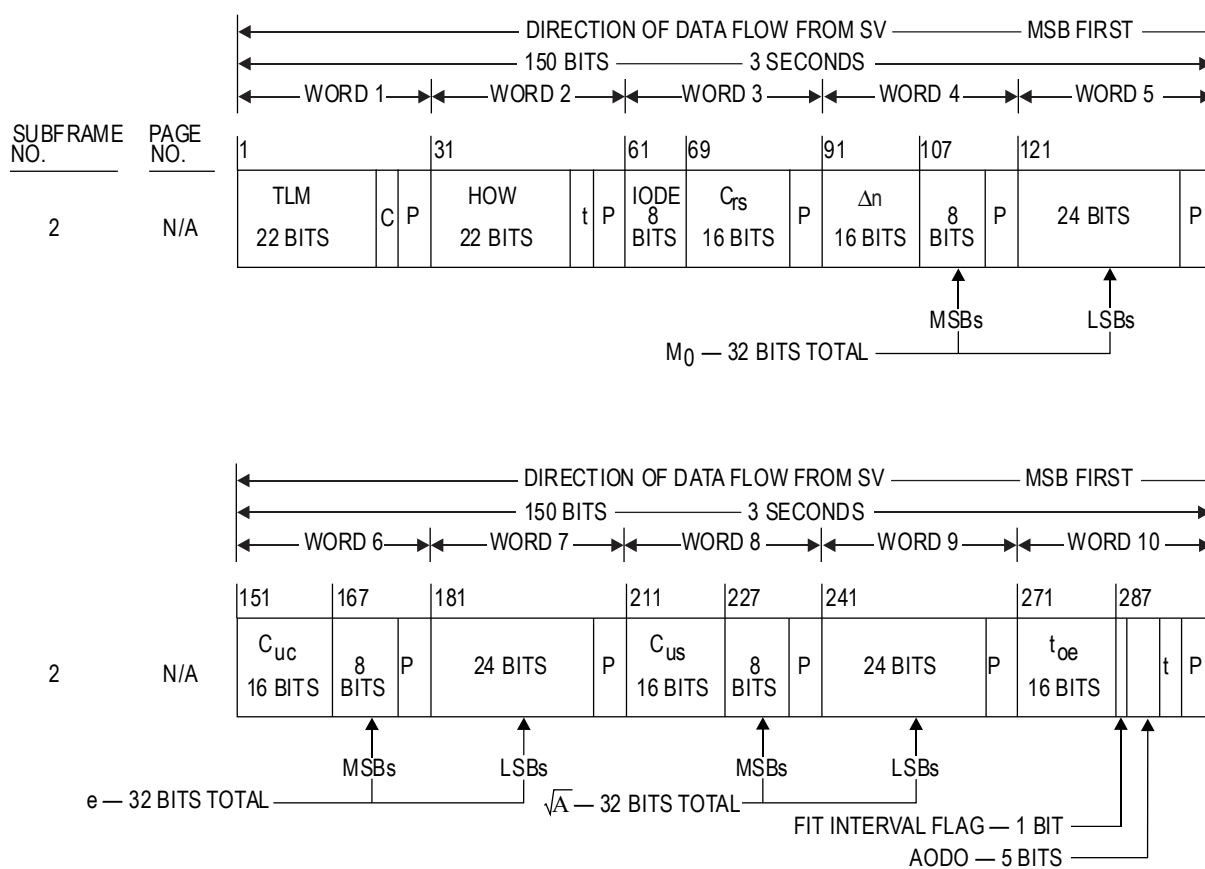 DIRECTION OF DATA FLOW FROM SV MSB FIRST
150 BITS 3 SECONDS
WORD 1 WORD 2 WORD 3 WORD 4 WORD 5
SUBFRAME NO. PAGE NO. 1 31 61 69 91 107 121
2 N/A TLM 22 BITS C P HOW 22 BITS t P IODE 8 BITS Crs 16 BITS P Δn 16 BITS 8 BITS P 24 BITS P
MSBs LSBs
M0 — 32 BITS TOTAL
DIRECTION OF DATA FLOW FROM SV MSB FIRST
150 BITS 3 SECONDS
WORD 6 WORD 7 WORD 8 WORD 9 WORD 10
151 167 181 211 227 241 271 287
2 N/A Cuc 16 BITS 8 BITS P 24 BITS P Cus 16 BITS 8 BITS P 24 BITS P toe 16 BITS t P
MSBs LSBs MSBs LSBs
e — 32 BITS TOTAL √A — 32 BITS TOTAL
FIT INTERVAL FLAG — 1 BIT
AODO — 5 BITS